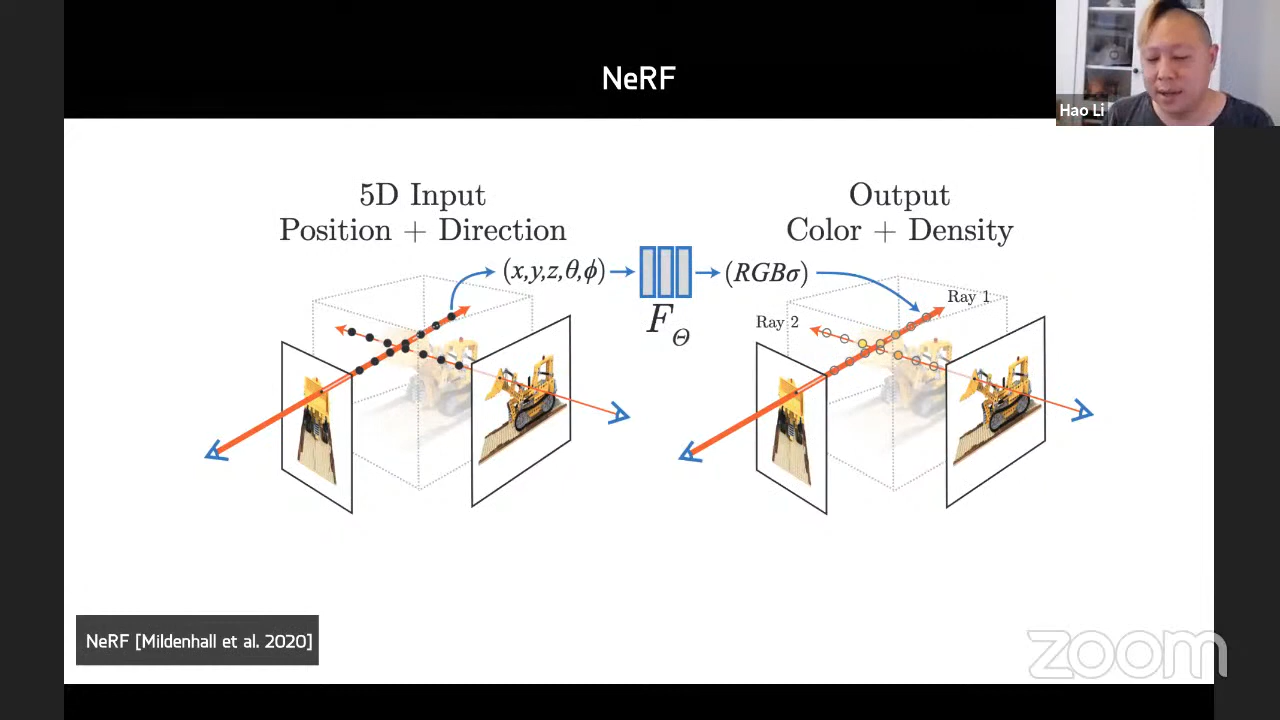 NeRF
Hao Li
5D Input
Position + Direction
Output
Color + Density
(x,y,z,θ,ϕ)
(RGBσ)
F_Θ
Ray 1
Ray 2
NeRF [Mildenhall et al. 2020]
zoom